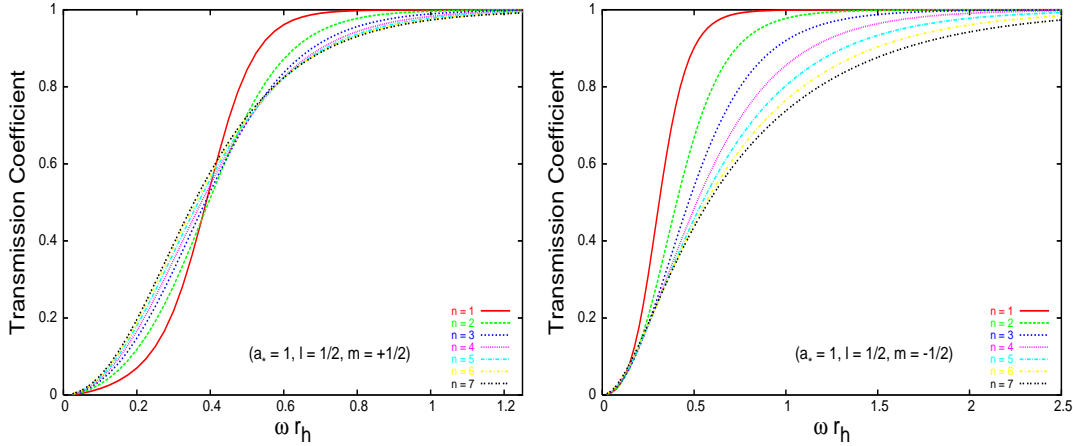 Transmission Coefficient
1
0.8
0.6
0.4
0.2
0
n = 1
n = 2
n = 3
n = 4
n = 5
n = 6
n = 7
(a* = 1, l = 1/2, m = +1/2)
0 0.2 0.4 0.6 0.8 1 1.2
ω r_h
Transmission Coefficient
1
0.8
0.6
0.4
0.2
0
n = 1
n = 2
n = 3
n = 4
n = 5
n = 6
n = 7
(a* = 1, l = 1/2, m = -1/2)
0 0.5 1 1.5 2 2.5
ω r_h